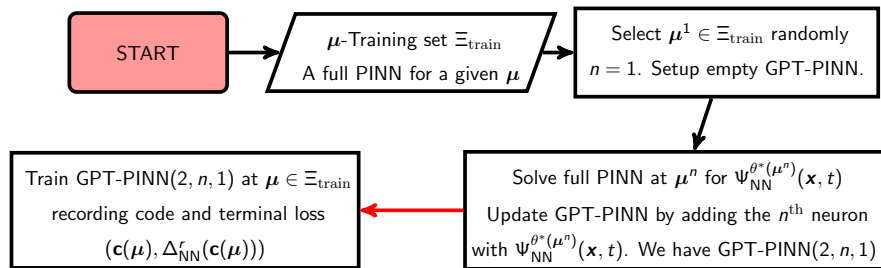 START
μ-Training set Ξ_train
A full PINN for a given μ
Select μ^1 ∈ Ξ_train randomly
n = 1. Setup empty GPT-PINN.
Train GPT-PINN(2, n, 1) at μ ∈ Ξ_train
recording code and terminal loss
(c(μ), Δ^r_NN(c(μ)))
Solve full PINN at μ^n for Ψ_NN^θ*(μ^n)(x, t)
Update GPT-PINN by adding the n^th neuron
with Ψ_NN^θ*(μ^n)(x, t). We have GPT-PINN(2, n, 1)